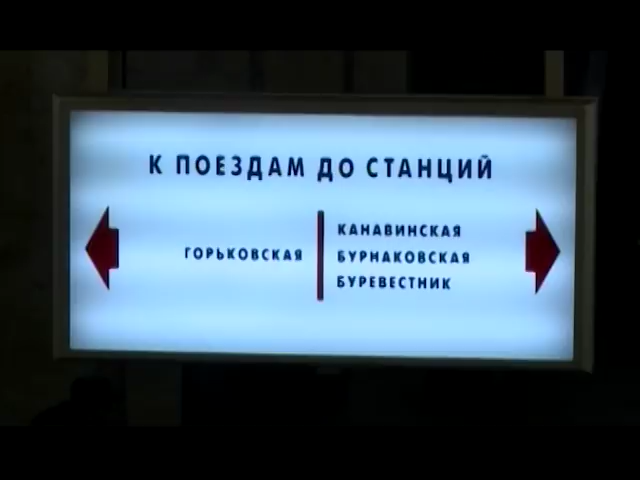 К ПОЕЗДАМ ДО СТАНЦИЙ
ГОРЬКОВСКАЯ
КАНАВИНСКАЯ
БУРНАКОВСКАЯ
БУРЕВЕСТНИК